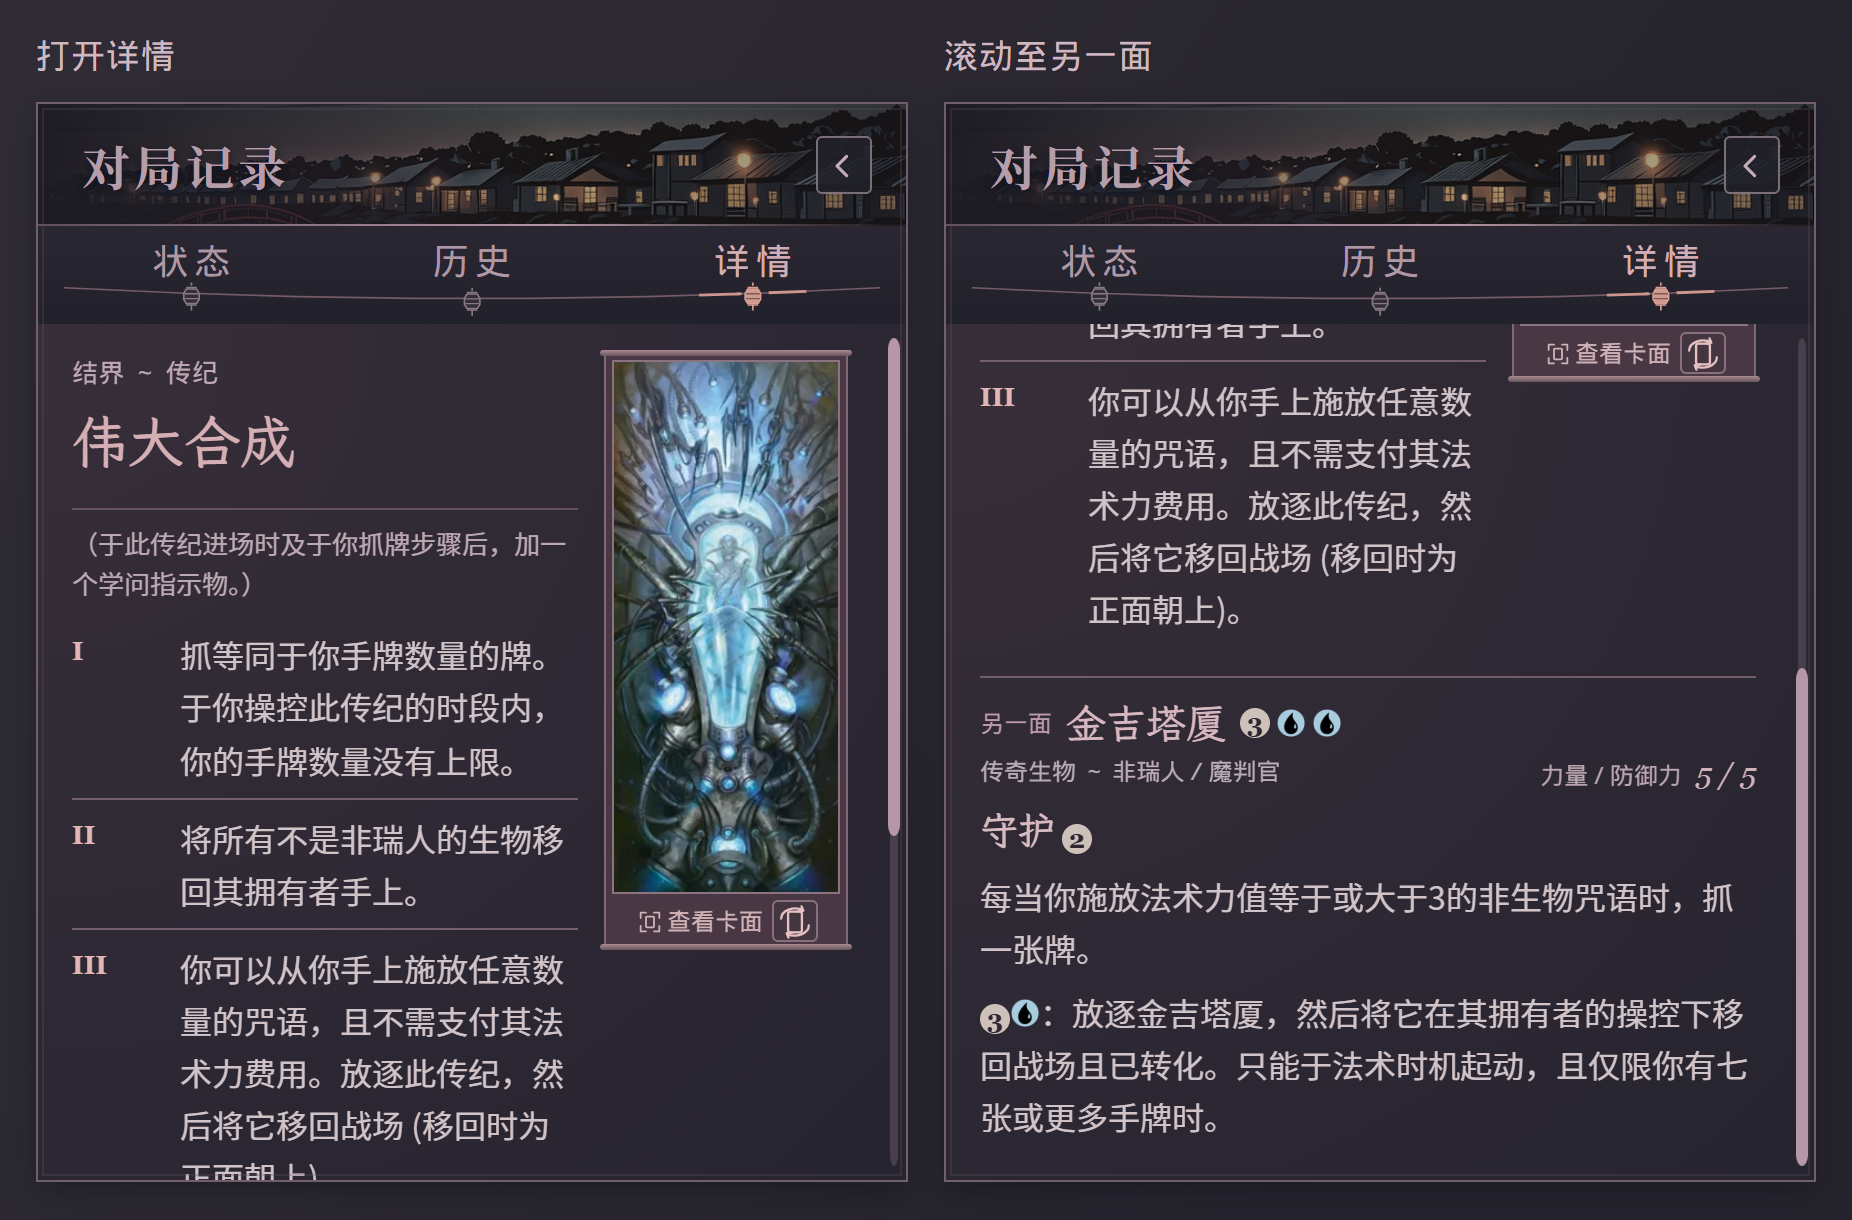 打开详情
对局记录
状态
历史
详情
结界 ~ 传纪
伟大合成
（于此传纪进场时及于你抓牌步骤后，加一
个学问指示物。）
I
抓等同于你手牌数量的牌。
于你操控此传纪的时段内，
你的手牌数量没有上限。
II
将所有不是非瑞人的生物移
回其拥有者手上。
III
你可以从你手上施放任意数
量的咒语，且不需支付其法
术力费用。放逐此传纪，然
后将它移回战场 (移回时为
正面朝上)
查看卡面
滚动至另一面
对局记录
状态
历史
详情
回其拥有者手上。
查看卡面
III
你可以从你手上施放任意数
量的咒语，且不需支付其法
术力费用。放逐此传纪，然
后将它移回战场 (移回时为
正面朝上)。
另一面 金吉塔厦 3
传奇生物 ~ 非瑞人 / 魔判官
力量 / 防御力 5 / 5
守护 2
每当你施放法术力值等于或大于3的非生物咒语时，抓
一张牌。
3：放逐金吉塔厦，然后将它在其拥有者的操控下移
回战场且已转化。只能于法术时机起动，且仅限你有七
张或更多手牌时。